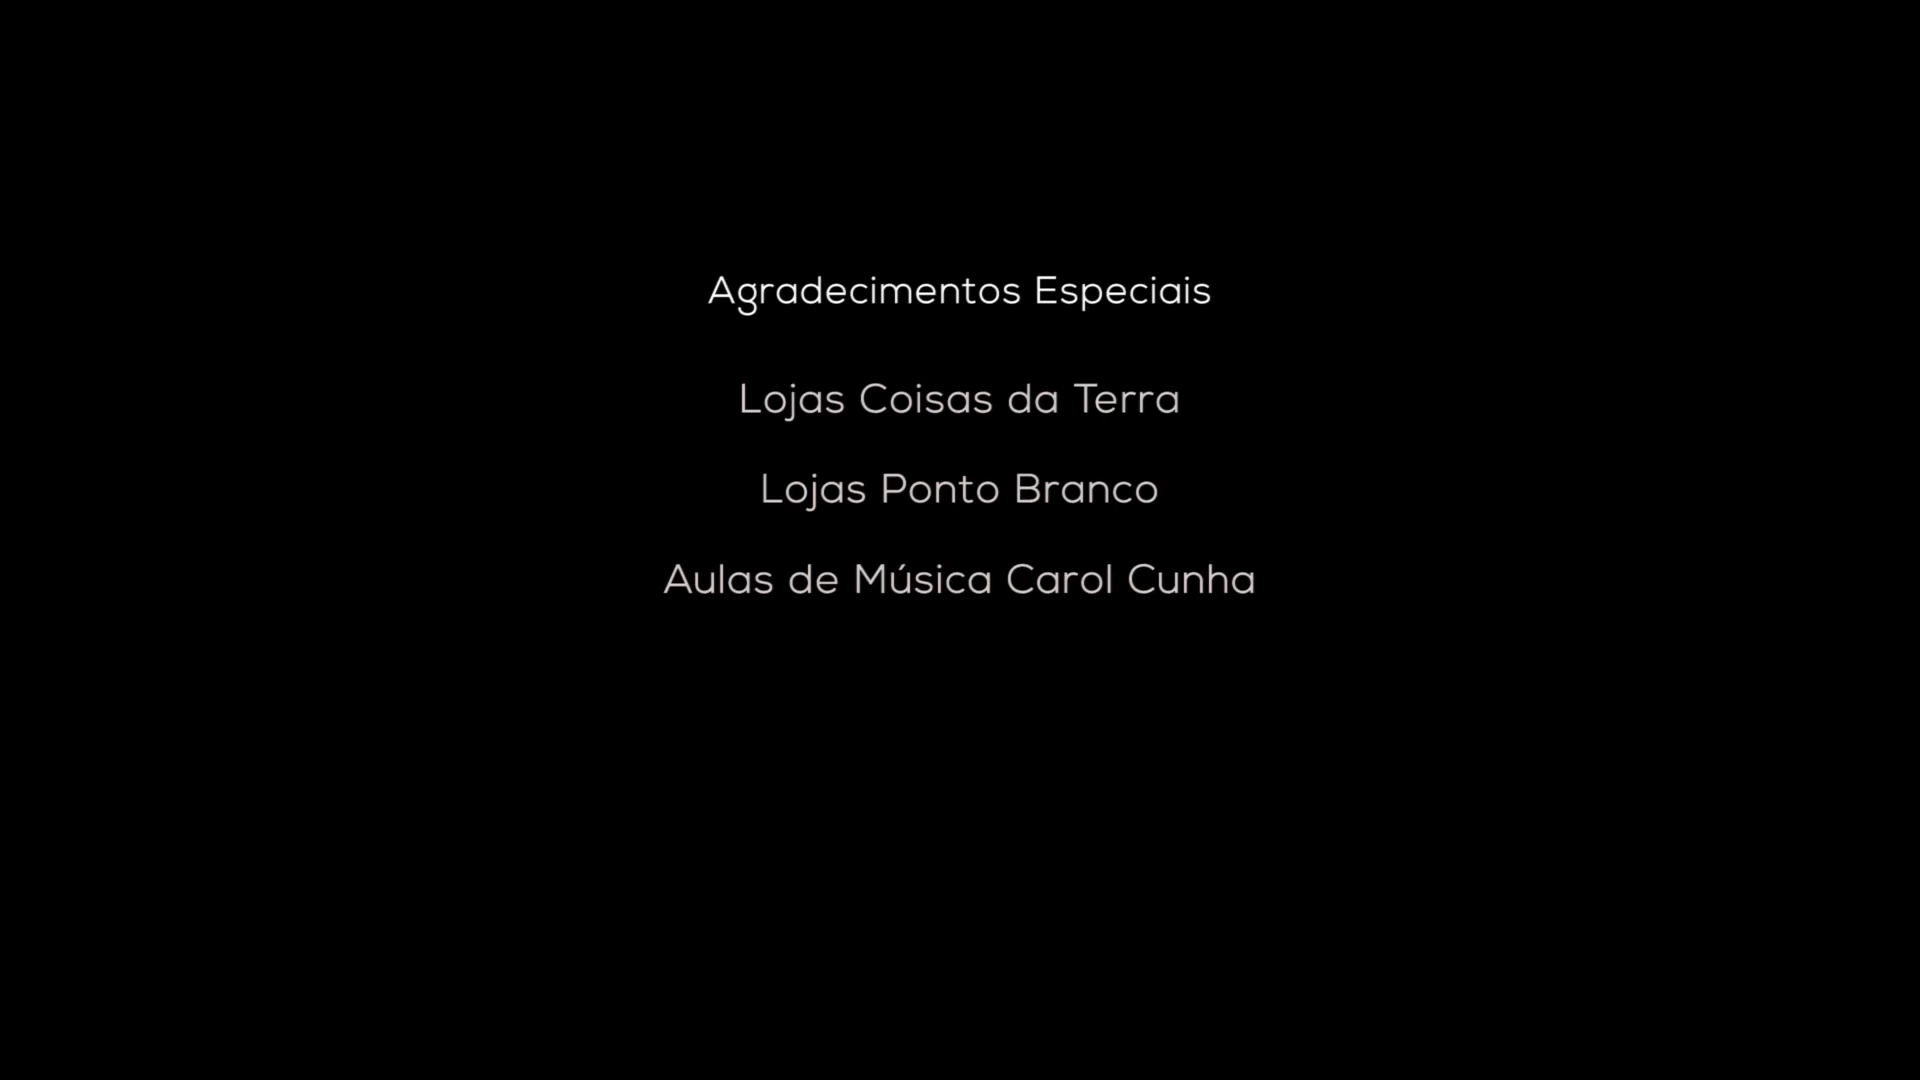 Agradecimentos Especiais
Lojas Coisas da Terra
Lojas Ponto Branco
Aulas de Música Carol Cunha